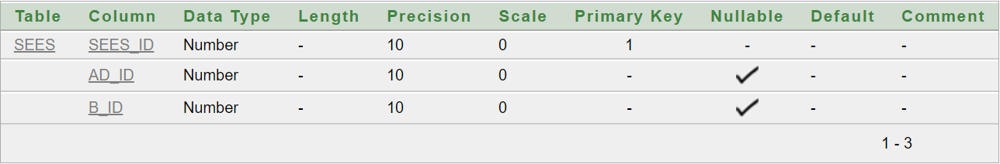 Table Column Data Type Length Precision Scale Primary Key Nullable Default Comment
SEES SEES_ID Number - 10 0 1 - - -
AD_ID Number - 10 0 - ✓ - -
B_ID Number - 10 0 - ✓ - -
1 - 3